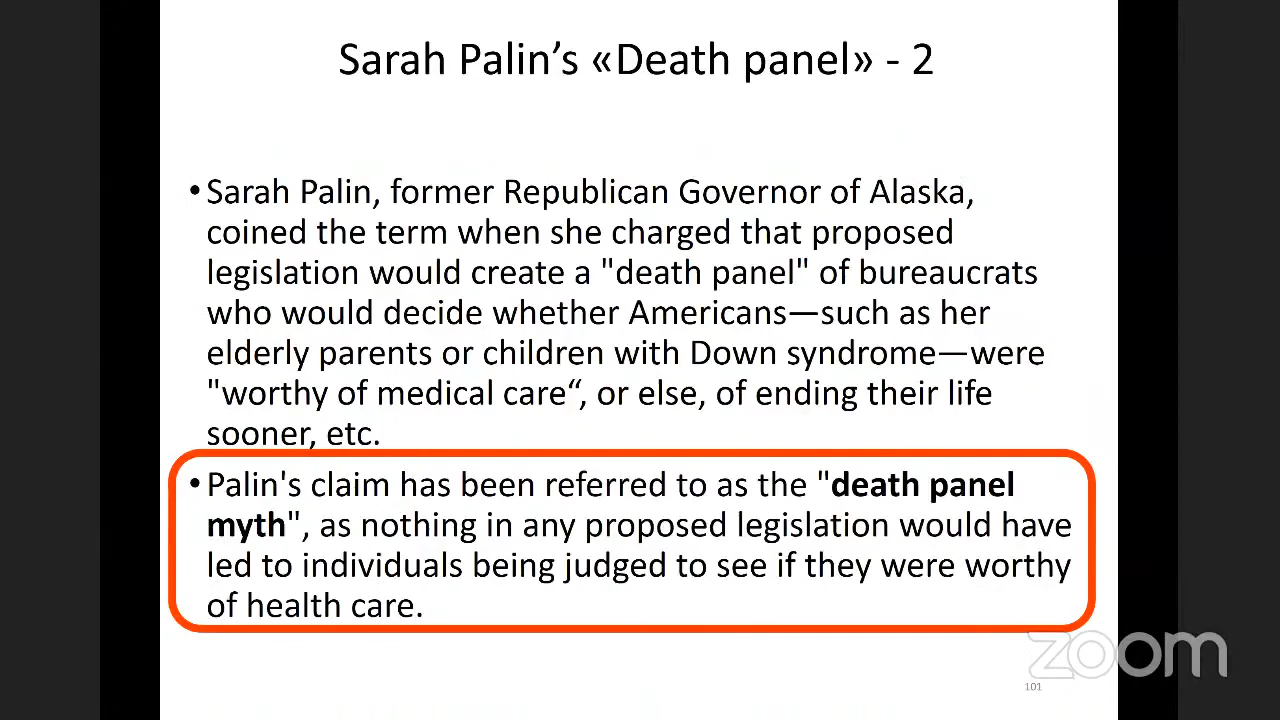 Sarah Palin’s «Death panel» - 2
•Sarah Palin, former Republican Governor of Alaska,
coined the term when she charged that proposed
legislation would create a "death panel" of bureaucrats
who would decide whether Americans—such as her
elderly parents or children with Down syndrome—were
"worthy of medical care“, or else, of ending their life
sooner, etc.
•Palin's claim has been referred to as the "death panel
myth", as nothing in any proposed legislation would have
led to individuals being judged to see if they were worthy
of health care.
zoom
101